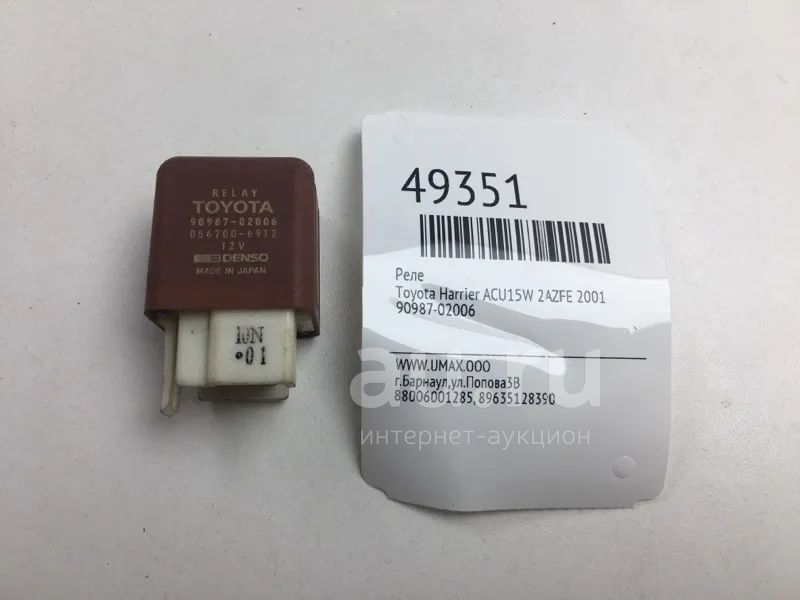 RELAY
TOYOTA
90987-02006
056700-6912
12V
DENSO
MADE IN JAPAN
10N
•01
49351
Реле
Toyota Harrier ACU15W 2AZFE 2001
90987-02006
WWW.UMAX.OOO
г.Барнаул,ул.Попова3В
88006001285, 89635128390
au.ru
интернет-аукцион